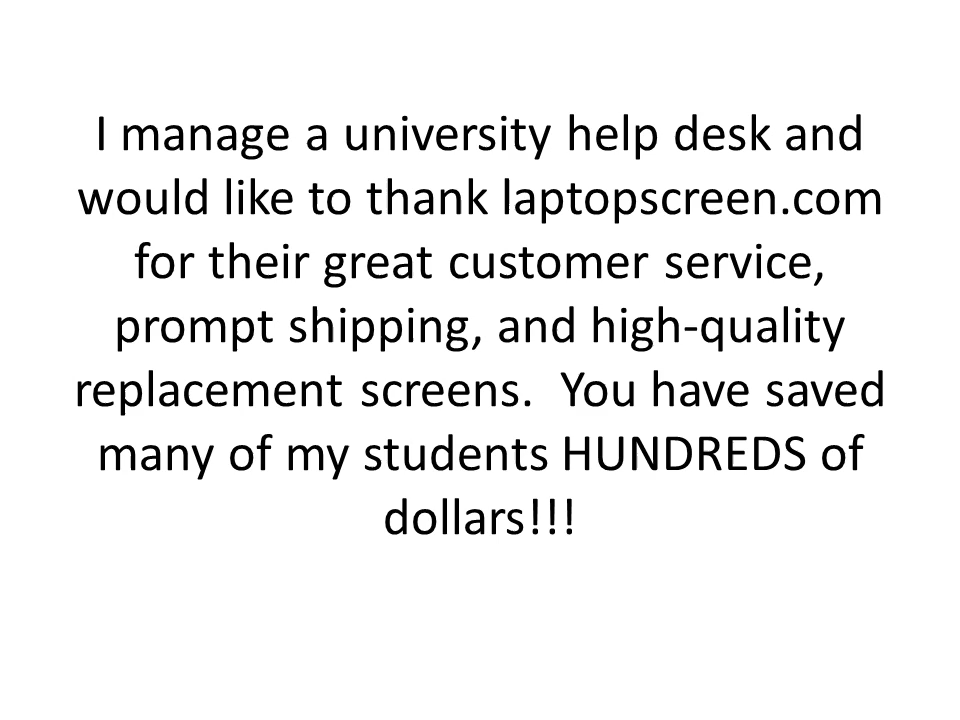 I manage a university help desk and
would like to thank laptopscreen.com
for their great customer service,
prompt shipping, and high-quality
replacement screens.  You have saved
many of my students HUNDREDS of
dollars!!!